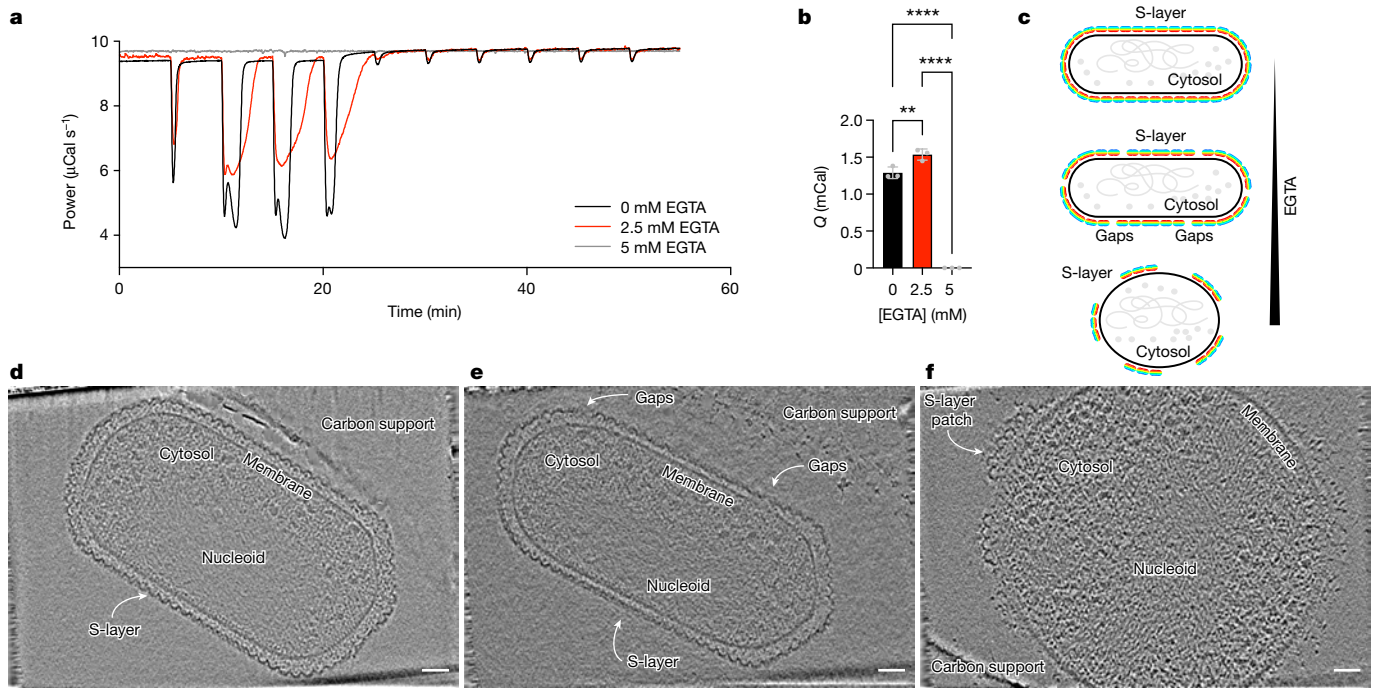 a
Power (µCal s⁻¹)
10
8
6
4
0
20
40
60
Time (min)
0 mM EGTA
2.5 mM EGTA
5 mM EGTA
b
****
****
**
Q (mCal)
2.0
1.5
1.0
0.5
0
0 2.5 5
[EGTA] (mM)
c
S-layer
Cytosol
S-layer
Cytosol
Gaps Gaps
S-layer
Cytosol
EGTA
d
Carbon support
Cytosol
Membrane
Nucleoid
S-layer
e
Gaps
Carbon support
Cytosol
Membrane
Gaps
Nucleoid
S-layer
f
S-layer
patch
Membrane
Cytosol
Nucleoid
Carbon support